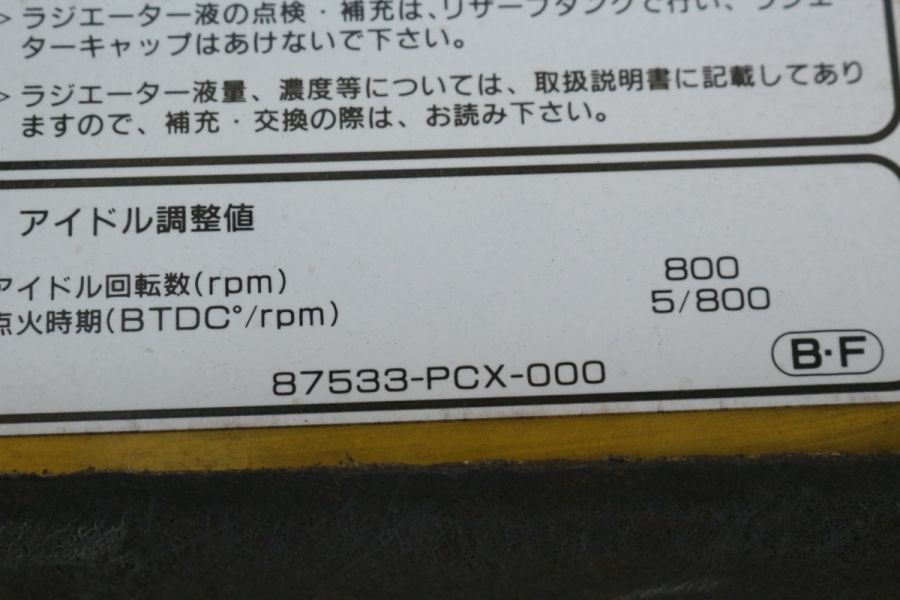 > ラジエーター液の点検・補充は、リザーブタンクで行い、ラジエ
ターキャップはあけないで下さい。
> ラジエーター液量、濃度等については、取扱説明書に記載してあり
ますので、補充・交換の際は、お読み下さい。
アイドル調整値
アイドル回転数(rpm) 800
点火時期(BTDC°/rpm) 5/800
87533-PCX-000
B·F